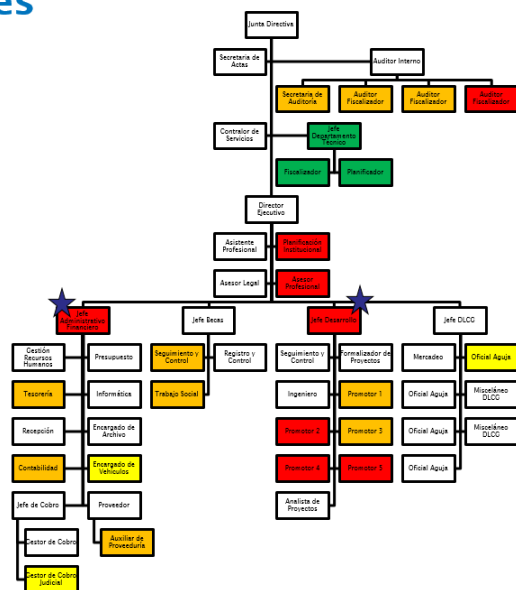 es
Junta Directiva
Secretaria de
Actas
Auditor Interno
Secretaria de
Auditoria
Auditor
Fiscalizador
Auditor
Fiscalizador
Auditor
Fiscalizador
Contralor de
Servicios
Jefe
Departamento
Técnico
Fiscalizador
Planificador
Director
Ejecutivo
Asistente
Profesional
Planificación
Institucional
Asesor Legal
Asesor
Profesional
Jefe
Administrativo
Financiero
Jefe Becas
Jefe Desarrollo
Jefe DLCG
Gestión
Recursos
Humanos
Presupuesto
Seguimiento y
Control
Registro y
Control
Seguimiento y
Control
Formalizador de
Proyectos
Mercadeo
Oficial Aguja
Tesorería
Informática
Trabajo Social
Ingeniero
Promotor 1
Oficial Aguja
Misceláneo
DLCG
Recepción
Encargado de
Archivo
Promotor 2
Promotor 3
Oficial Aguja
Misceláneo
DLCG
Contabilidad
Encargado de
Vehículos
Promotor 4
Promotor 5
Oficial Aguja
Jefe de Cobro
Proveedor
Analista de
Proyectos
Gestor de Cobro
Auxiliar de
Proveeduría
Gestor de Cobro
Judicial